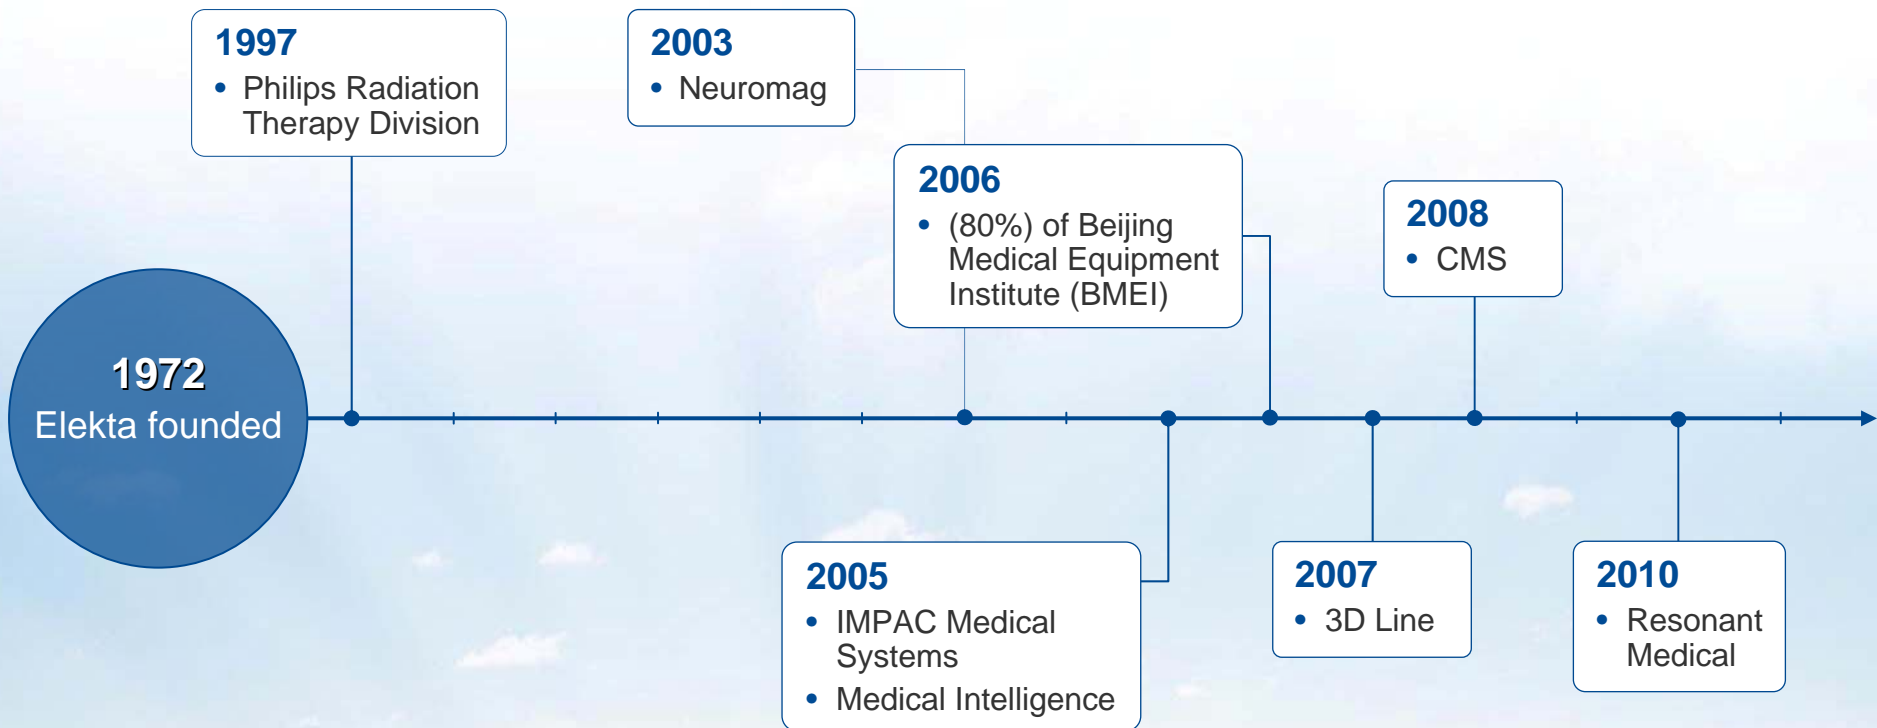 1972
Elekta founded
1997
• Philips Radiation
Therapy Division
2003
• Neuromag
2005
• IMPAC Medical
Systems
• Medical Intelligence
2006
• (80%) of Beijing
Medical Equipment
Institute (BMEI)
2007
• 3D Line
2008
• CMS
2010
• Resonant
Medical